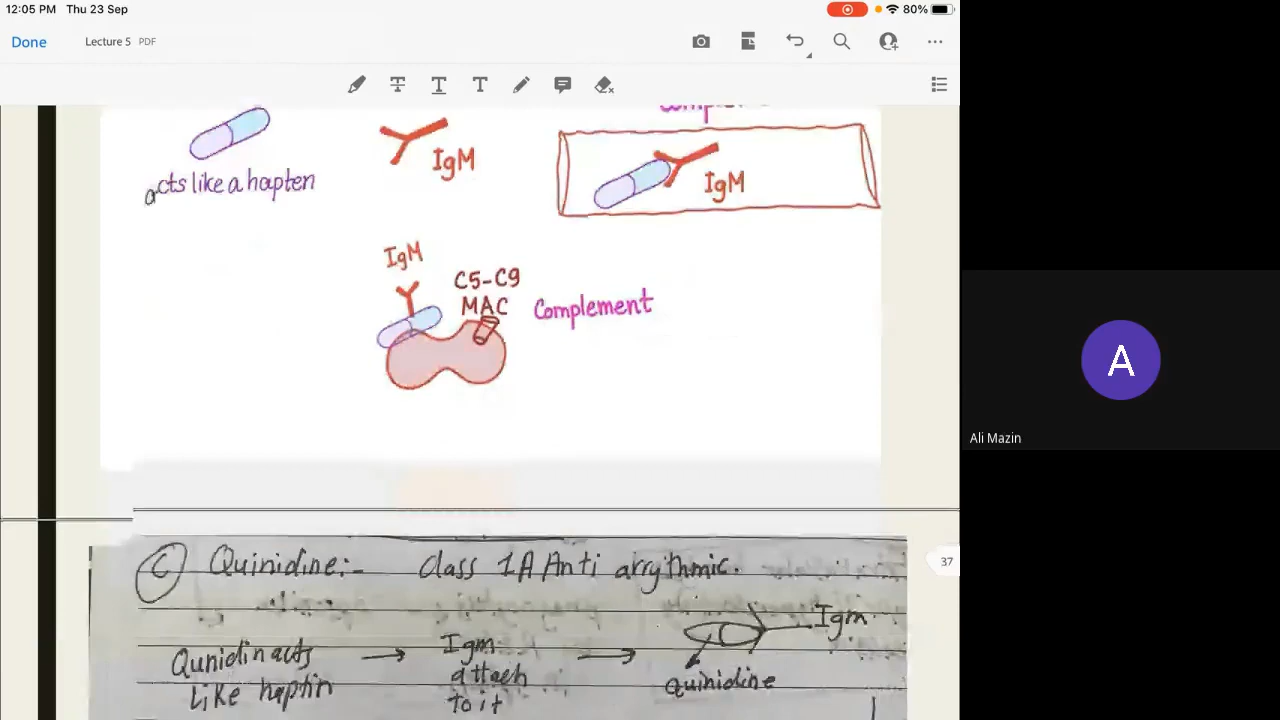 12:05 PM Thu 23 Sep
80%
Done
Lecture 5 PDF
acts like a hapten
IgM
IgM
IgM
C5-C9
MAC
Complement
37
C Quinidine:- Class 1A Anti arrythmic.
Igm
Qunidin acts
Like haptin
Igm
attach
to it
Quinidine
A
Ali Mazin